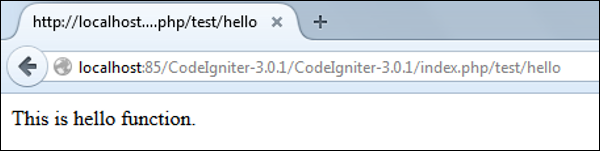 http://localhost....php/test/hello
localhost:85/CodeIgniter-3.0.1/CodeIgniter-3.0.1/index.php/test/hello
This is hello function.